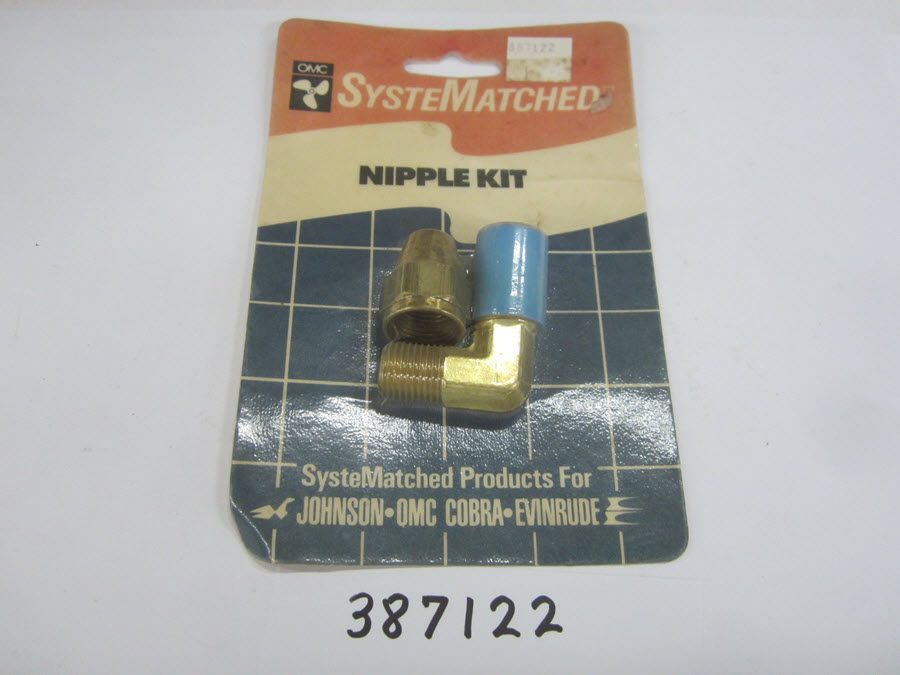 387122
OMC
SYSTEMATCHED
NIPPLE KIT
SysteMatched Products For
JOHNSON•OMC COBRA•EVINRUDE
387122